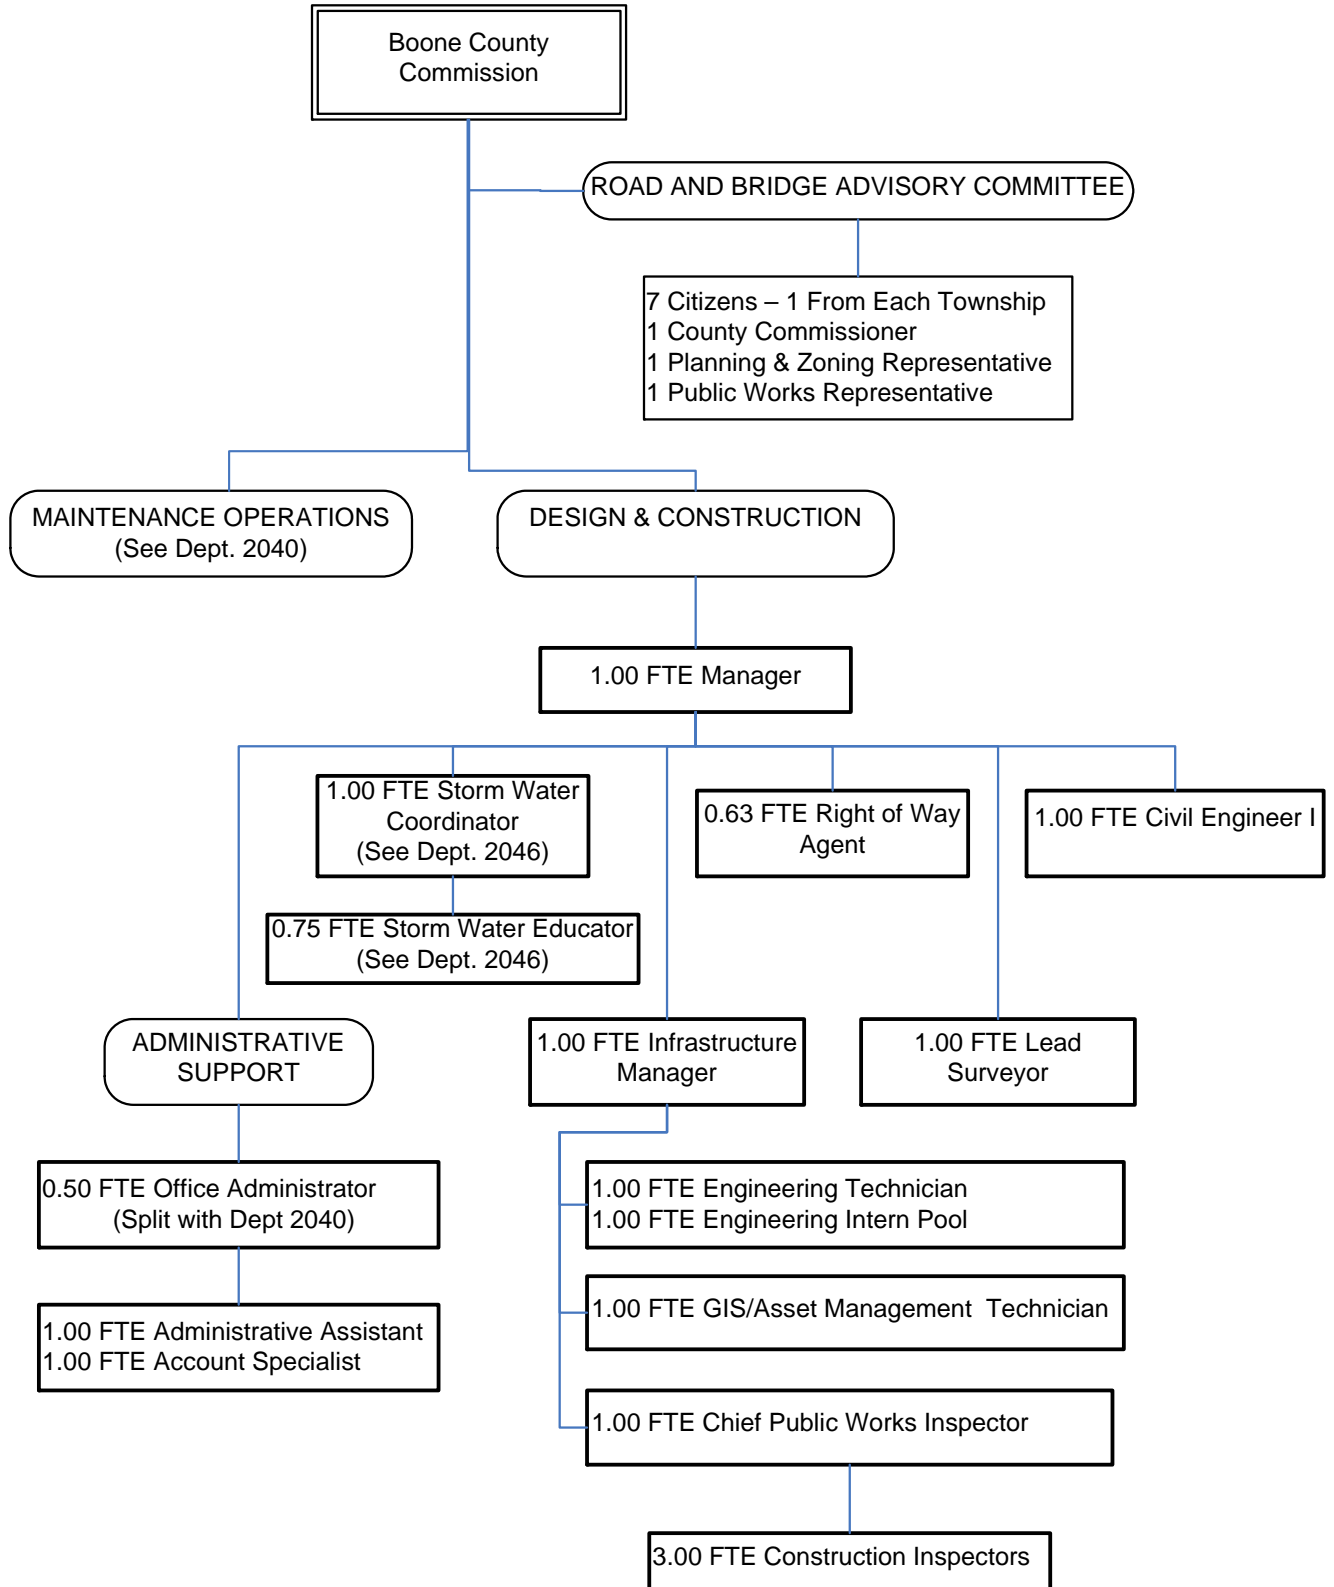 Boone County
Commission
ROAD AND BRIDGE ADVISORY COMMITTEE
7 Citizens – 1 From Each Township
1 County Commissioner
1 Planning & Zoning Representative
1 Public Works Representative
MAINTENANCE OPERATIONS
(See Dept. 2040)
DESIGN & CONSTRUCTION
1.00 FTE Manager
1.00 FTE Storm Water
Coordinator
(See Dept. 2046)
0.63 FTE Right of Way
Agent
1.00 FTE Civil Engineer I
0.75 FTE Storm Water Educator
(See Dept. 2046)
ADMINISTRATIVE
SUPPORT
1.00 FTE Infrastructure
Manager
1.00 FTE Lead
Surveyor
0.50 FTE Office Administrator
(Split with Dept 2040)
1.00 FTE Engineering Technician
1.00 FTE Engineering Intern Pool
1.00 FTE Administrative Assistant
1.00 FTE Account Specialist
1.00 FTE GIS/Asset Management  Technician
1.00 FTE Chief Public Works Inspector
3.00 FTE Construction Inspectors